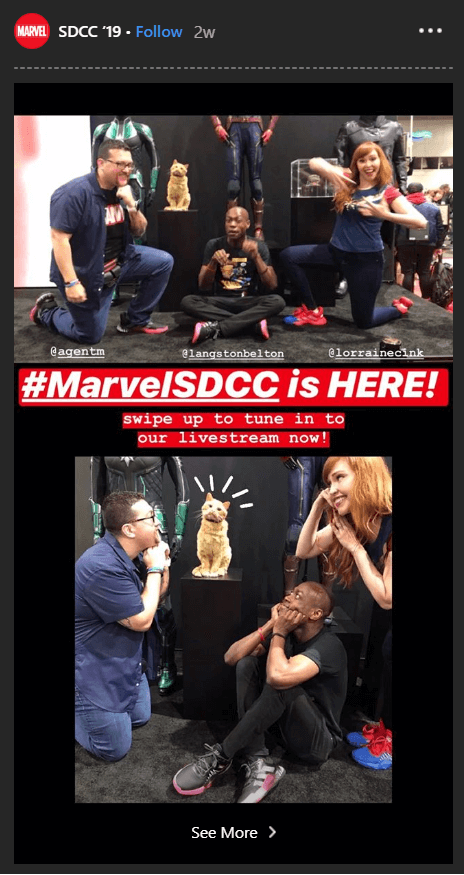 MARVEL SDCC '19 • Follow 2w
@agentm @langstonbelton @lorrainecink
#MarvelSDCC is HERE!
swipe up to tune in to
our livestream now!
See More